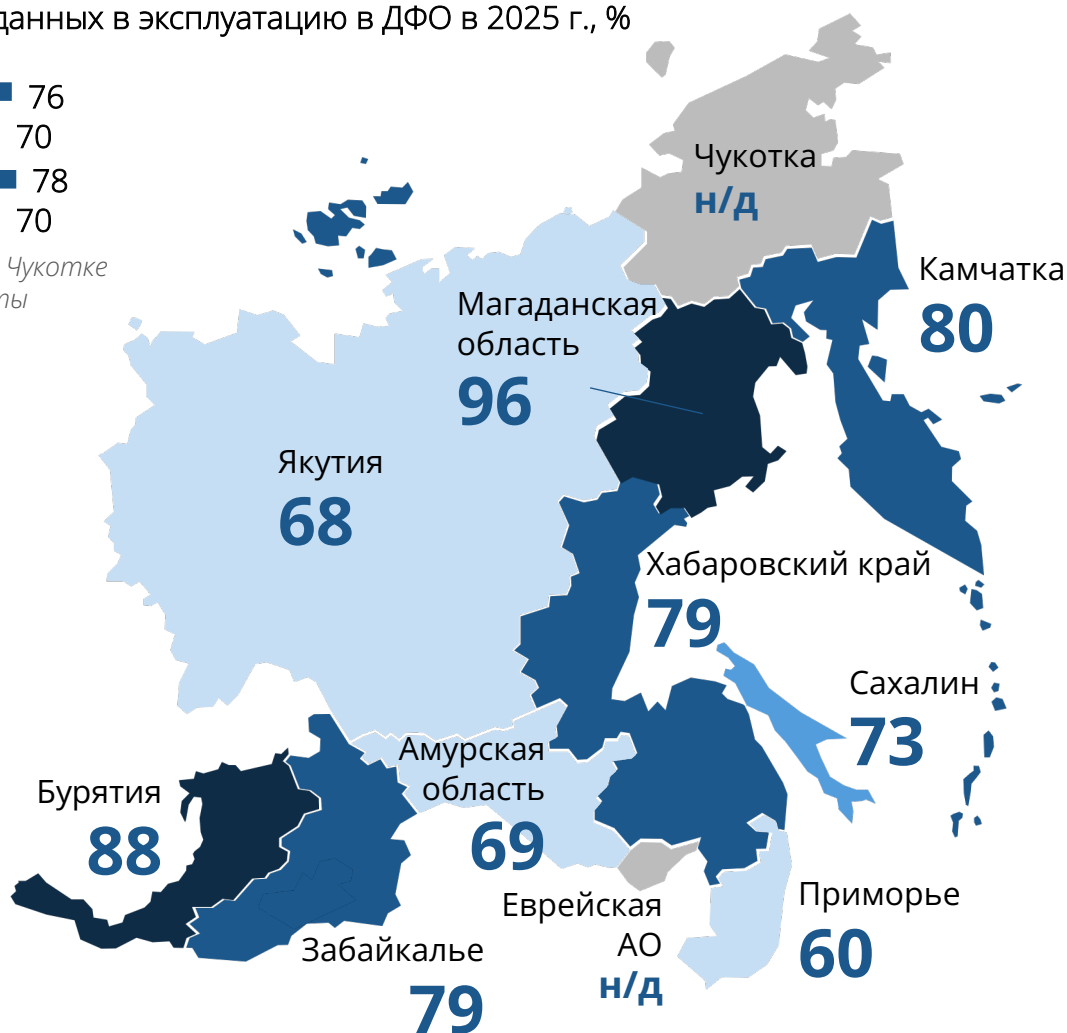 данных в эксплуатацию в ДФО в 2025 г., %
76
70
78
70
Чукотке
Чукотка
н/д
Камчатка
80
Магаданская
область
96
Якутия
68
Хабаровский край
79
Сахалин
73
Амурская
область
69
Бурятия
88
Забайкалье
79
Еврейская
АО
н/д
Приморье
60